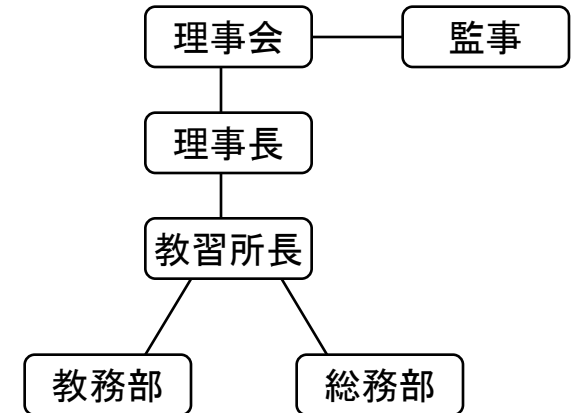 理事会
監事
理事長
教習所長
教務部
総務部